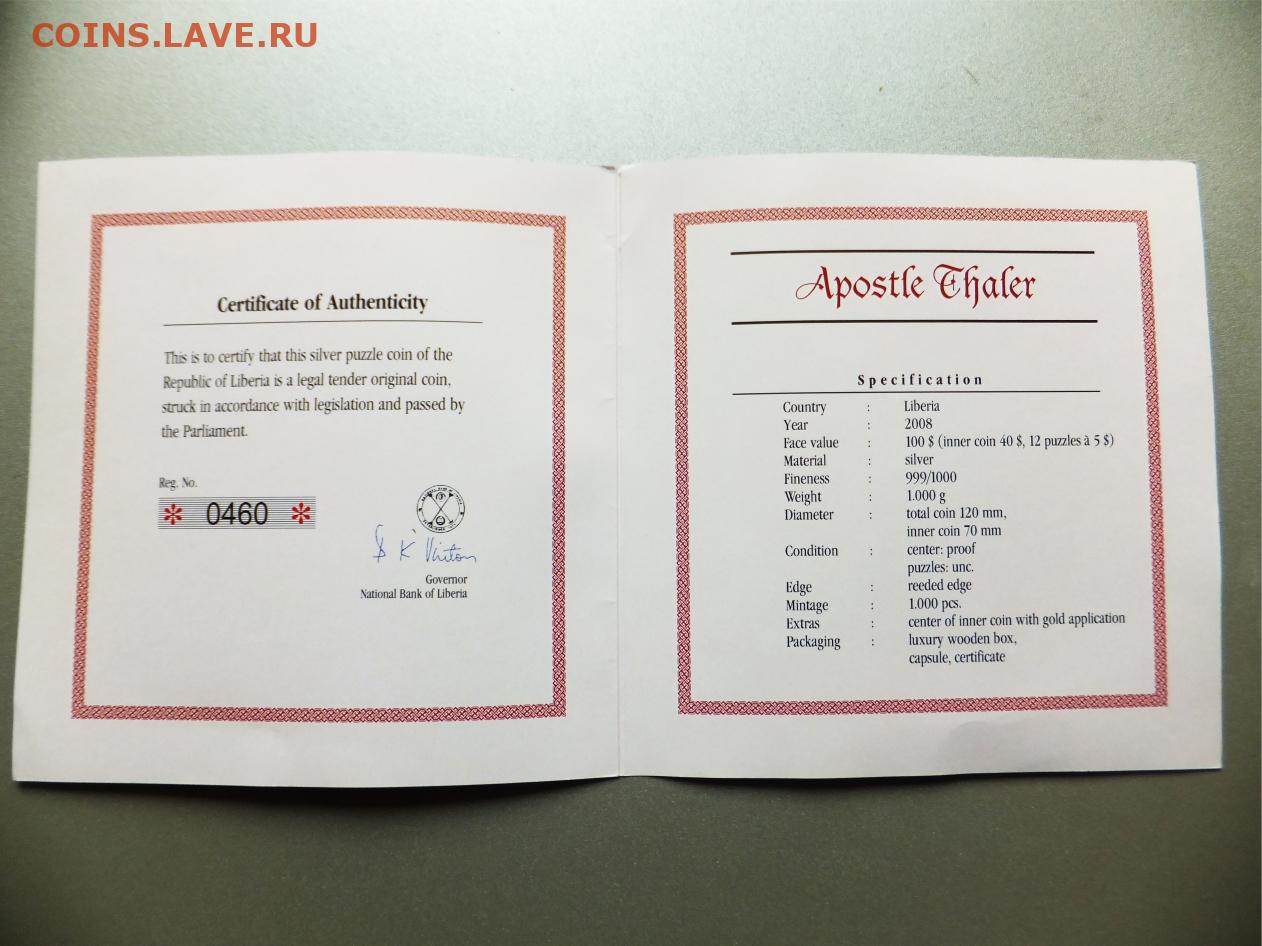 COINS.LAVE.RU
Certificate of Authenticity
This is to certify that this silver puzzle coin of the
Republic of Liberia is a legal tender original coin,
struck in accordance with legislation and passed by
the Parliament.
Reg. No.
* 0460 *
Governor
National Bank of Liberia
Apostle Thaler
Specification
Country : Liberia
Year : 2008
Face value : 100 $ (inner coin 40 $, 12 puzzles à 5 $)
Material : silver
Fineness : 999/1000
Weight : 1.000 g
Diameter : total coin 120 mm,
inner coin 70 mm
Condition : center: proof
puzzles: unc.
Edge : reeded edge
Mintage : 1.000 pcs.
Extras : center of inner coin with gold application
Packaging : luxury wooden box,
capsule, certificate